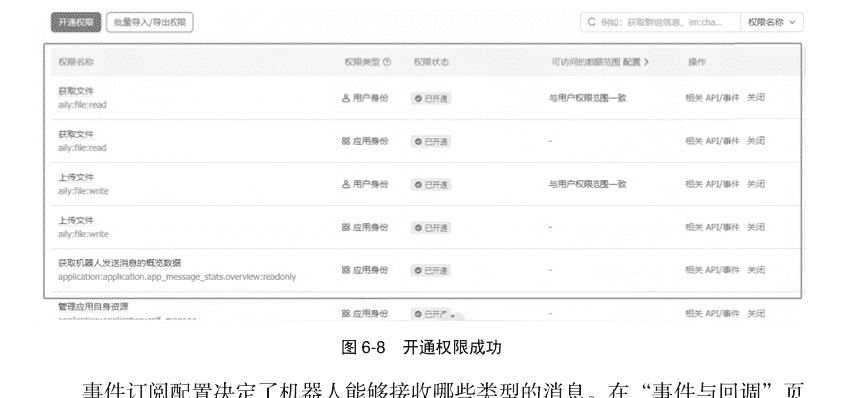 开通权限 批量导入/导出权限 例如：获取群组信息、im:cha... 权限名称
权限名称 权限类型 权限状态 可访问的数据范围 配置 操作
获取文件
aily:file:read 用户身份 已开通 与用户权限范围一致 相关 API/事件 关闭
获取文件
aily:file:read 应用身份 已开通 - 相关 API/事件 关闭
上传文件
aily:file:write 用户身份 已开通 与用户权限范围一致 相关 API/事件 关闭
上传文件
aily:file:write 应用身份 已开通 - 相关 API/事件 关闭
获取机器人发送消息的概览数据
application:application.app_message_stats.overview:readonly 应用身份 已开通 - 相关 API/事件 关闭
管理应用自身资源
应用身份 已开通 - 相关 API/事件 关闭
图 6-8 开通权限成功
事件订阅配置决定了机器人能够接收哪些类型的消息。在“事件与回调”页